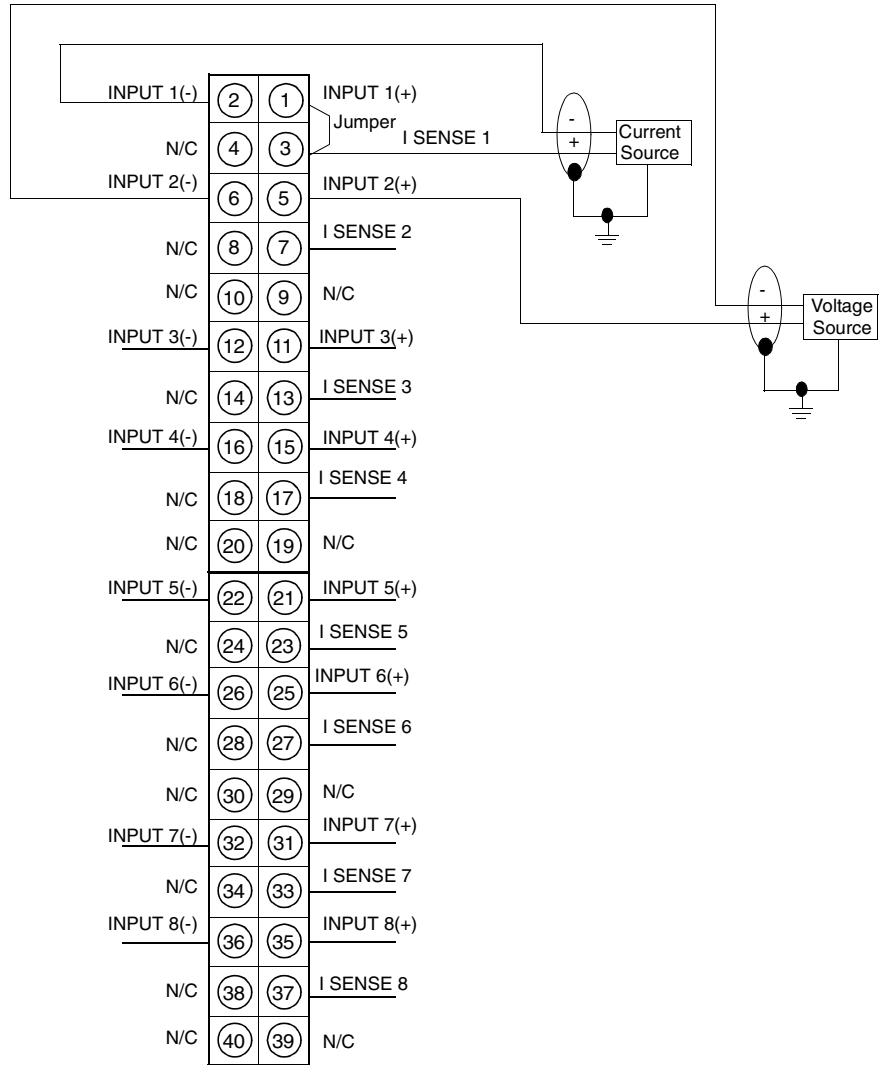 INPUT 1(-) 2 1 INPUT 1(+)
Jumper
N/C 4 3 I SENSE 1
- 
+
Current
Source
INPUT 2(-) 6 5 INPUT 2(+)
N/C 8 7 I SENSE 2
N/C 10 9 N/C
-
+
Voltage
Source
INPUT 3(-) 12 11 INPUT 3(+)
N/C 14 13 I SENSE 3
INPUT 4(-) 16 15 INPUT 4(+)
N/C 18 17 I SENSE 4
N/C 20 19 N/C
INPUT 5(-) 22 21 INPUT 5(+)
N/C 24 23 I SENSE 5
INPUT 6(-) 26 25 INPUT 6(+)
N/C 28 27 I SENSE 6
N/C 30 29 N/C
INPUT 7(-) 32 31 INPUT 7(+)
N/C 34 33 I SENSE 7
INPUT 8(-) 36 35 INPUT 8(+)
N/C 38 37 I SENSE 8
N/C 40 39 N/C